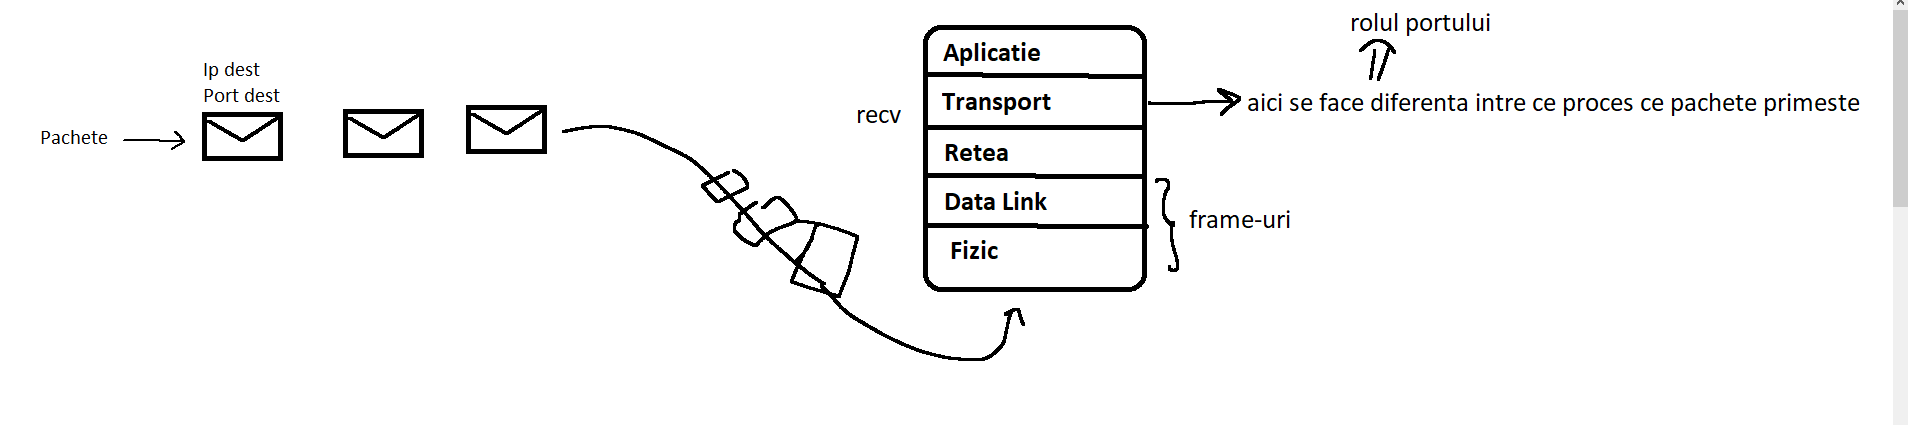 rolul portului
Ip dest
Port dest
Pachete
recv
Aplicatie
Transport
aici se face diferenta intre ce proces ce pachete primeste
Retea
Data Link
frame-uri
Fizic